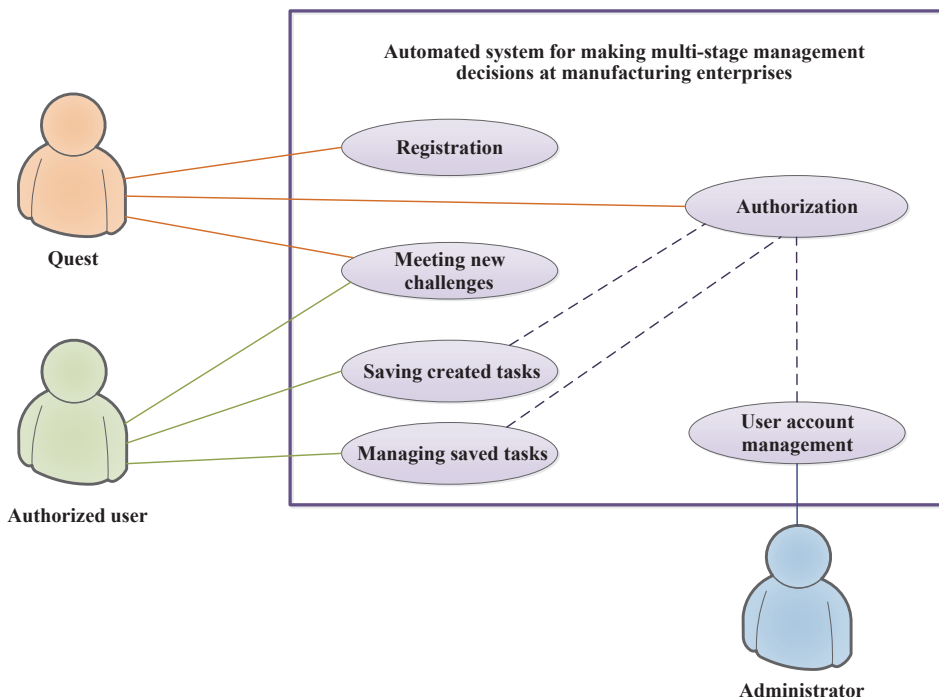 Automated system for making multi-stage management
decisions at manufacturing enterprises
Registration
Authorization
Quest
Meeting new
challenges
Saving created tasks
User account
management
Managing saved tasks
Authorized user
Administrator